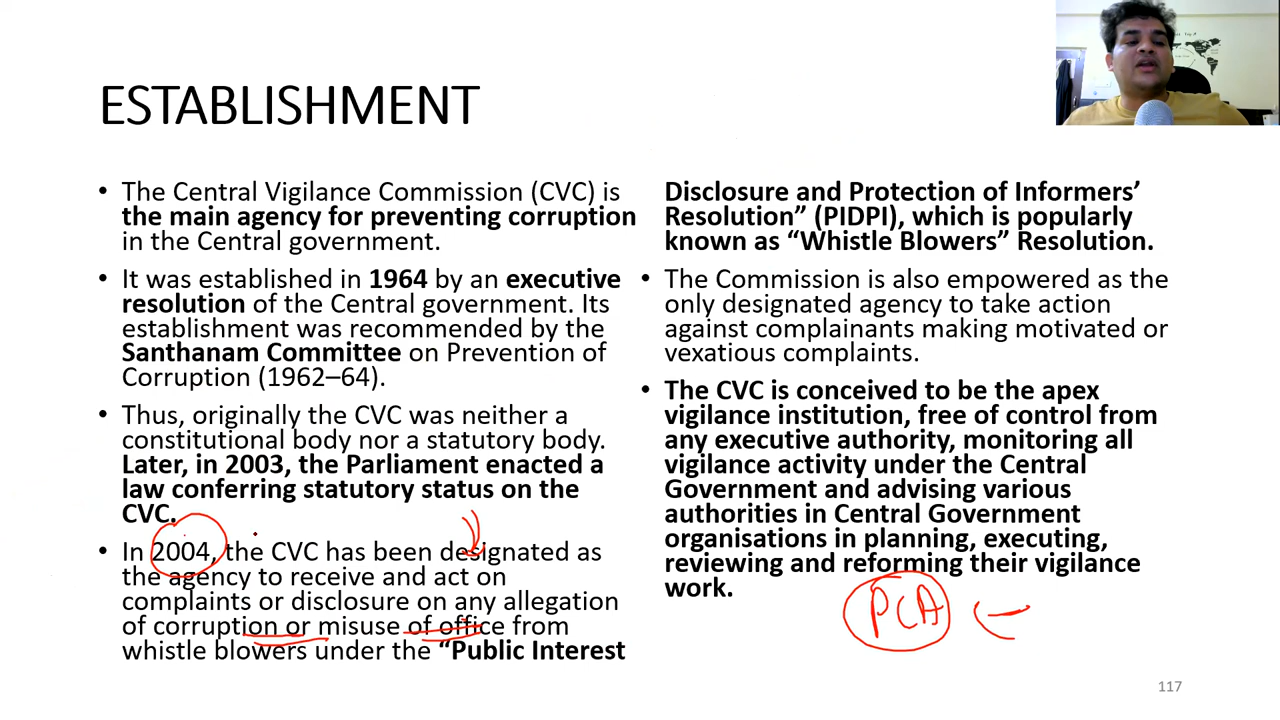 ESTABLISHMENT
• The Central Vigilance Commission (CVC) is
the main agency for preventing corruption
in the Central government.
• It was established in 1964 by an executive
resolution of the Central government. Its
establishment was recommended by the
Santhanam Committee on Prevention of
Corruption (1962–64).
• Thus, originally the CVC was neither a
constitutional body nor a statutory body.
Later, in 2003, the Parliament enacted a
law conferring statutory status on the
CVC.
• In 2004, the CVC has been designated as
the agency to receive and act on
complaints or disclosure on any allegation
of corruption or misuse of office from
whistle blowers under the “Public Interest
Disclosure and Protection of Informers’
Resolution” (PIDPI), which is popularly
known as “Whistle Blowers” Resolution.
• The Commission is also empowered as the
only designated agency to take action
against complainants making motivated or
vexatious complaints.
• The CVC is conceived to be the apex
vigilance institution, free of control from
any executive authority, monitoring all
vigilance activity under the Central
Government and advising various
authorities in Central Government
organisations in planning, executing,
reviewing and reforming their vigilance
work.
PCA
117